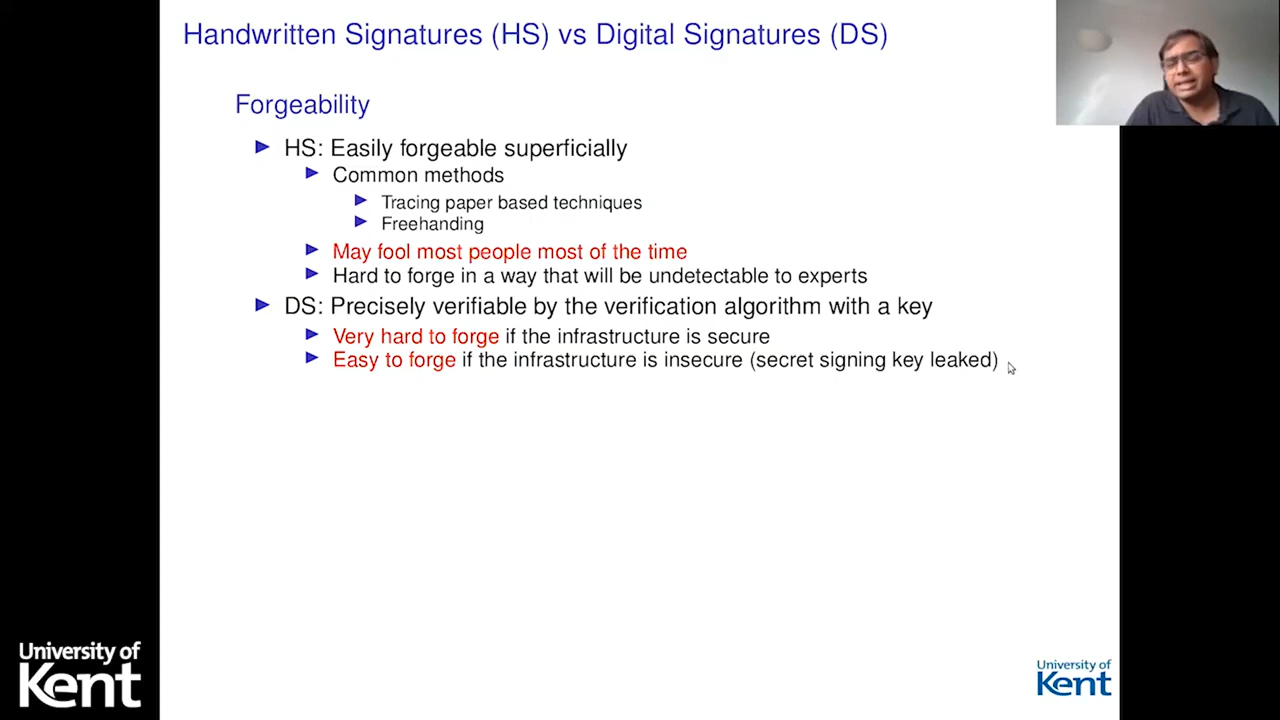 Handwritten Signatures (HS) vs Digital Signatures (DS)
Forgeability
HS: Easily forgeable superficially
Common methods
Tracing paper based techniques
Freehanding
May fool most people most of the time
Hard to forge in a way that will be undetectable to experts
DS: Precisely verifiable by the verification algorithm with a key
Very hard to forge if the infrastructure is secure
Easy to forge if the infrastructure is insecure (secret signing key leaked)
University of
Kent
University of
Kent